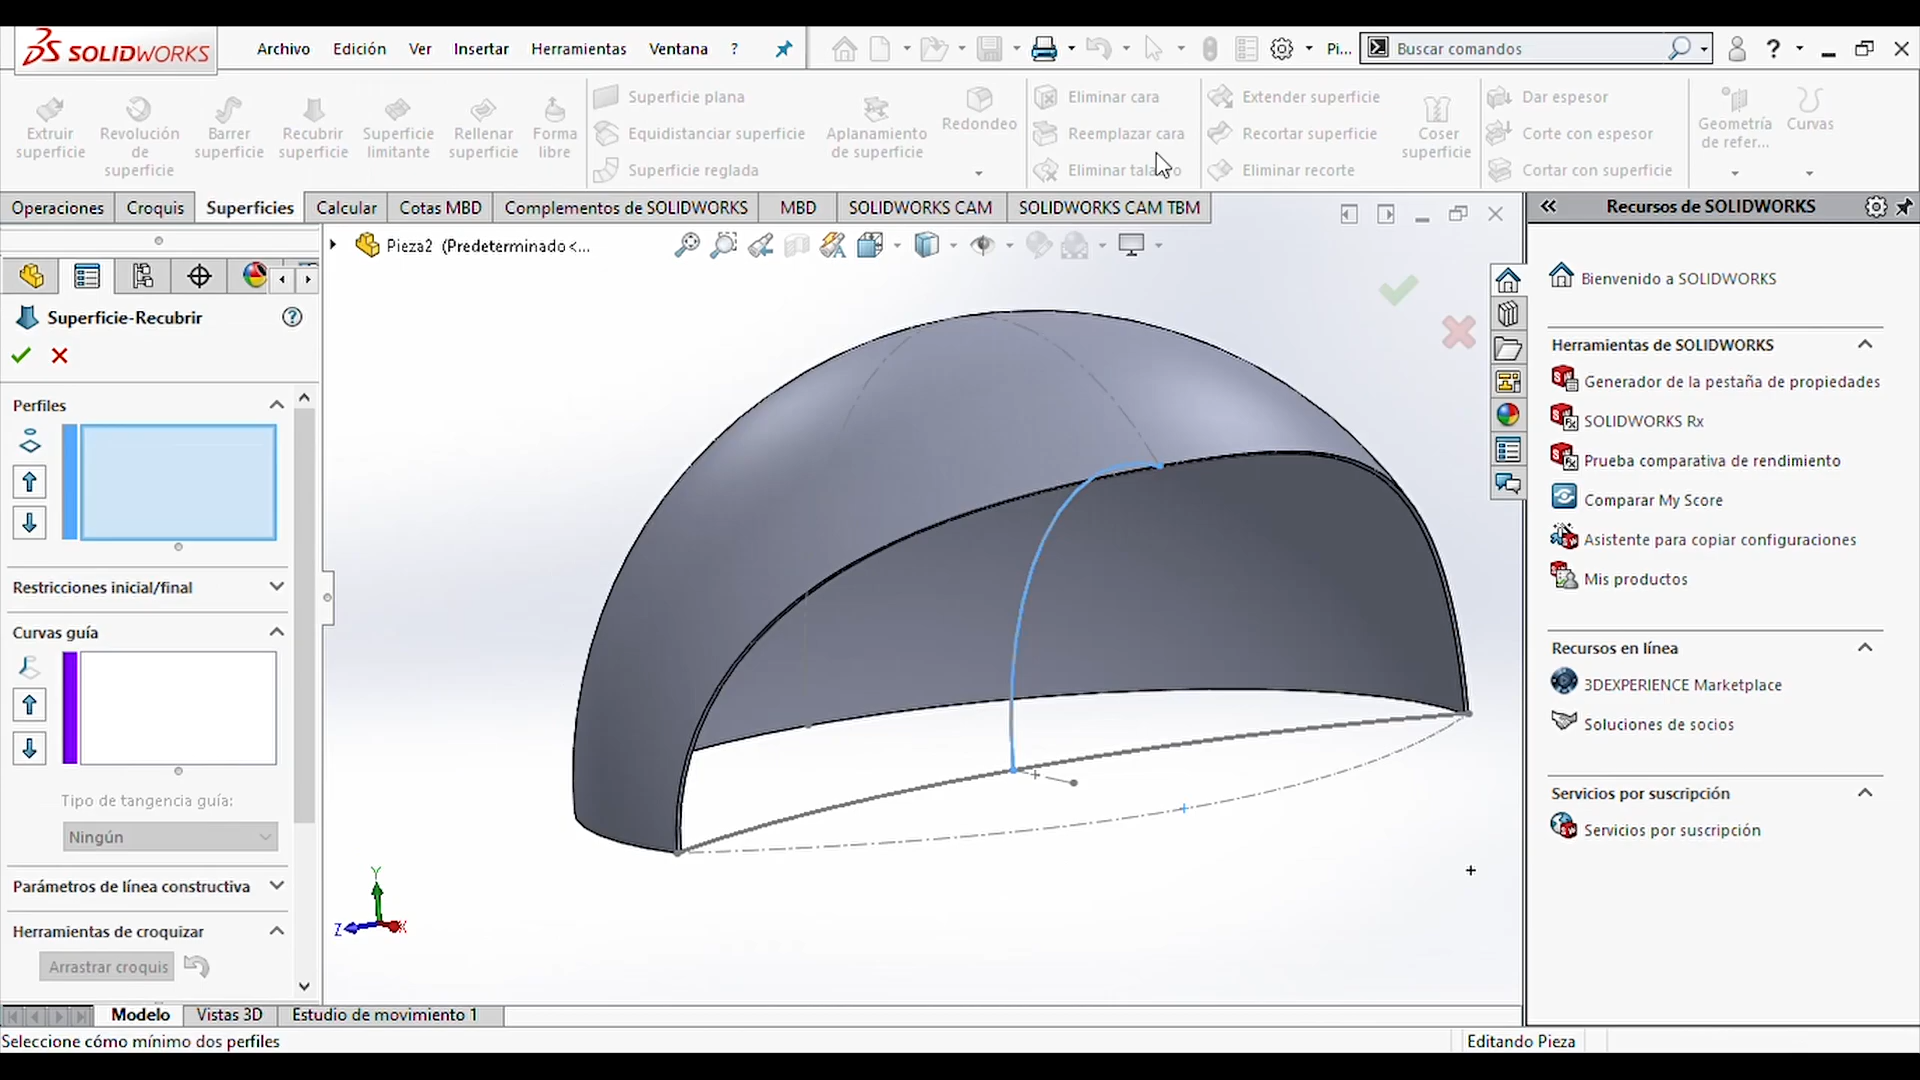 SOLIDWORKS
Archivo Edición Ver Insertar Herramientas Ventana ?
Pi... Buscar comandos ?
Extruir superficie
Revolución de superficie
Barrer superficie
Recubrir superficie
Superficie limitante
Rellenar superficie
Forma libre
Superficie plana
Equidistanciar superficie
Superficie reglada
Aplanamiento de superficie
Redondeo
Eliminar cara
Reemplazar cara
Extender superficie
Recortar superficie
Eliminar recorte
Coser superficie
Dar espesor
Corte con espesor
Cortar con superficie
Geometría de refer...
Curvas
Operaciones Croquis Superficies Calcular Cotas MBD Complementos de SOLIDWORKS MBD SOLIDWORKS CAM SOLIDWORKS CAM TBM
Pieza2 (Predeterminado<...
Superficie-Recubrir
Perfiles
Restricciones inicial/final
Curvas guía
Tipo de tangencia guía:
Ningún
Parámetros de línea constructiva
Herramientas de croquizar
Arrastrar croquis
Y
Z
X
Recursos de SOLIDWORKS
Bienvenido a SOLIDWORKS
Herramientas de SOLIDWORKS
Generador de la pestaña de propiedades
SOLIDWORKS Rx
Prueba comparativa de rendimiento
Comparar My Score
Asistente para copiar configuraciones
Mis productos
Recursos en línea
3DEXPERIENCE Marketplace
Soluciones de socios
Servicios por suscripción
Servicios por suscripción
Modelo Vistas 3D Estudio de movimiento 1
Seleccione cómo mínimo dos perfiles
Editando Pieza